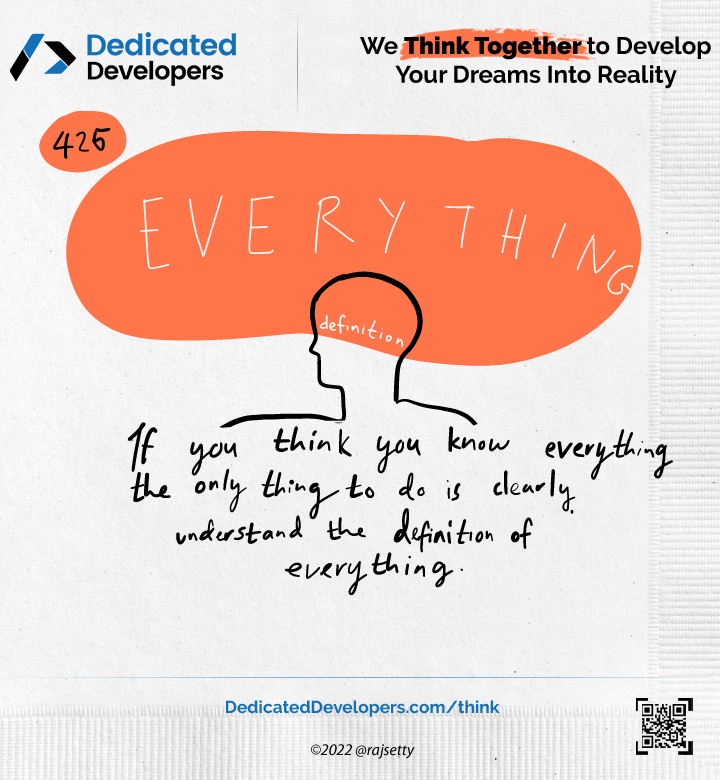 Dedicated
Developers
We Think Together to Develop
Your Dreams Into Reality
425
EVERYTHING
definition
If you think you know everything
the only thing to do is clearly
understand the definition of
everything.
DedicatedDevelopers.com/think
©2022 @rajsetty